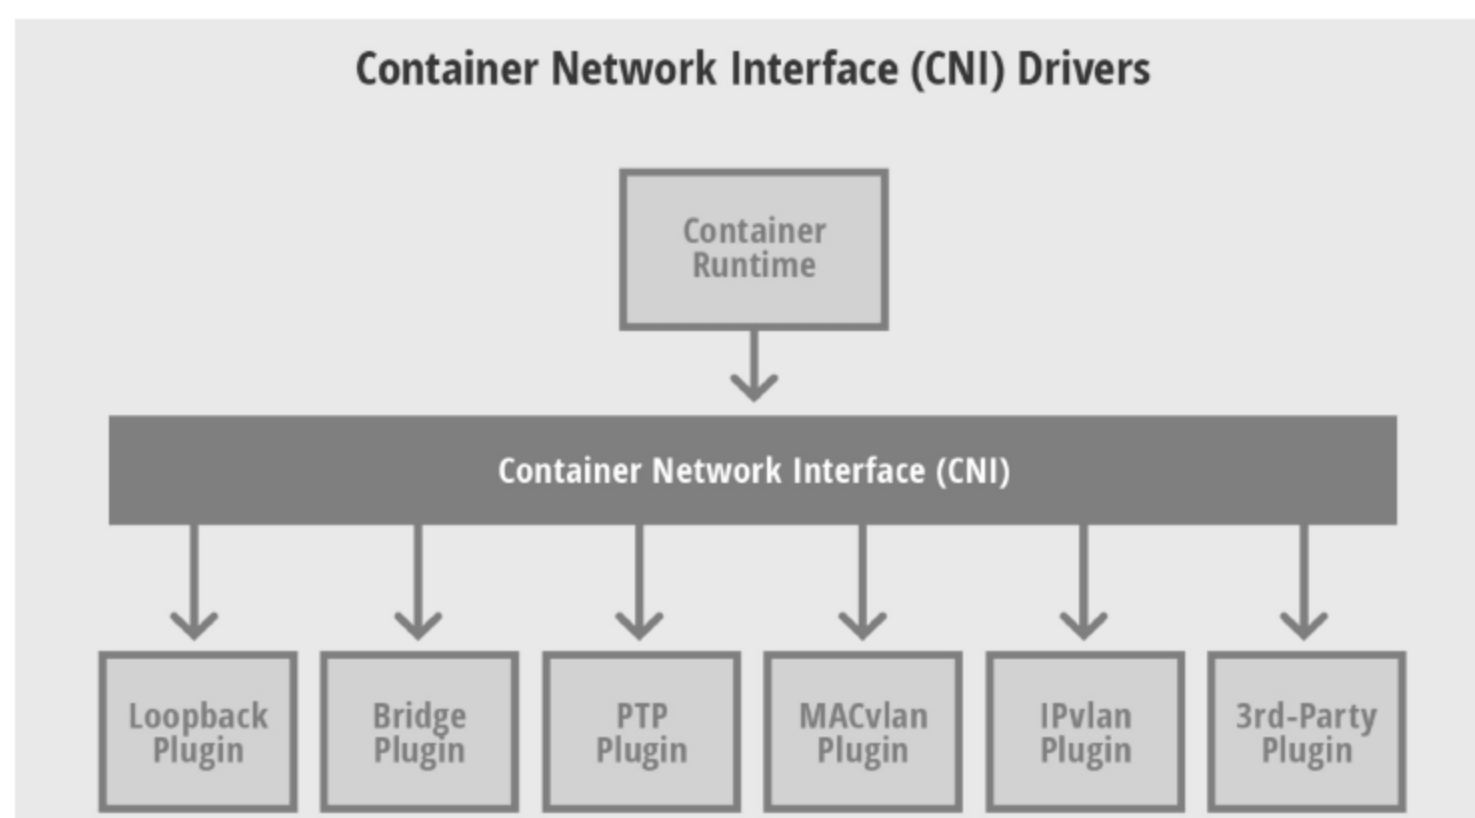 Container Network Interface (CNI) Drivers
Container
Runtime
Container Network Interface (CNI)
Loopback
Plugin
Bridge
Plugin
PTP
Plugin
MACvlan
Plugin
IPvlan
Plugin
3rd-Party
Plugin